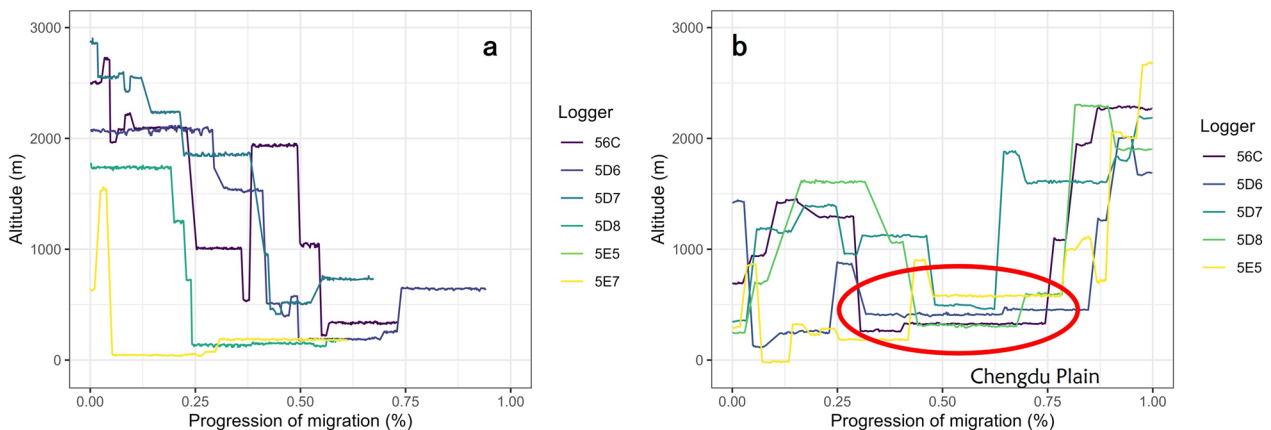 a
3000
2000
1000
0
Altitude (m)
0.00 0.25 0.50 0.75 1.00
Progression of migration (%)
Logger
56C
5D6
5D7
5D8
5E5
5E7
b
3000
2000
1000
0
Altitude (m)
Chengdu Plain
0.00 0.25 0.50 0.75 1.00
Progression of migration (%)
Logger
56C
5D6
5D7
5D8
5E5